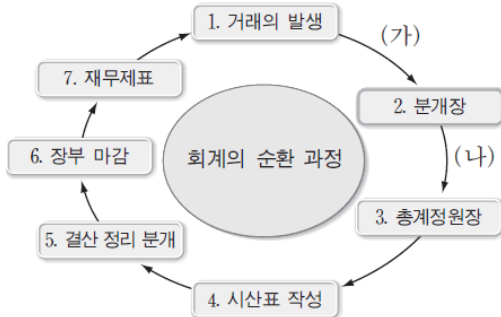 1. 거래의 발생
(가)
7. 재무제표
2. 분개장
6. 장부 마감
회계의 순환 과정
(나)
3. 총계정원장
5. 결산 정리 분개
4. 시산표 작성